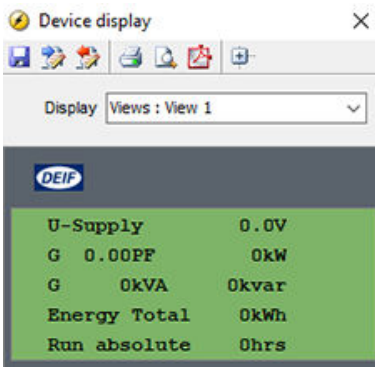 Device display
Display Views : View 1
DEIF
U-Supply 0.0V
G 0.00PF 0kW
G 0kVA 0kvar
Energy Total 0kWh
Run absolute 0hrs